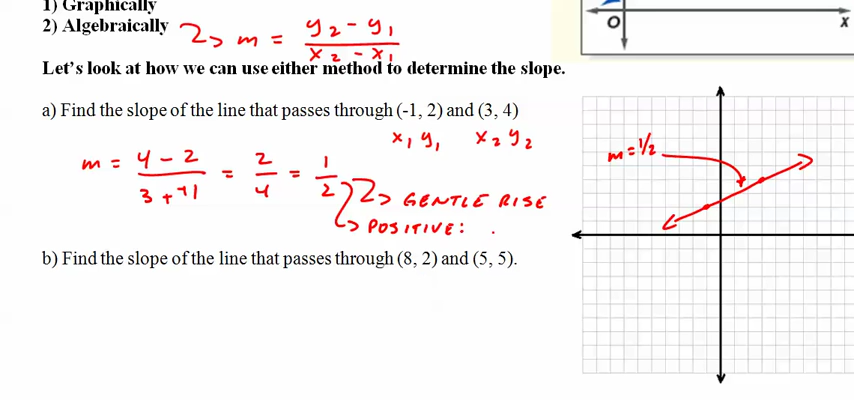 1) Graphically
2) Algebraically 2> m = y2 - y1 / x2 - x1
O x
Let's look at how we can use either method to determine the slope.
a) Find the slope of the line that passes through (-1, 2) and (3, 4)
x1 y1 x2 y2
m = 4 - 2 / 3 + +1 = 2 / 4 = 1 / 2
GENTLE RISE
POSITIVE:
m = 1/2
b) Find the slope of the line that passes through (8, 2) and (5, 5).